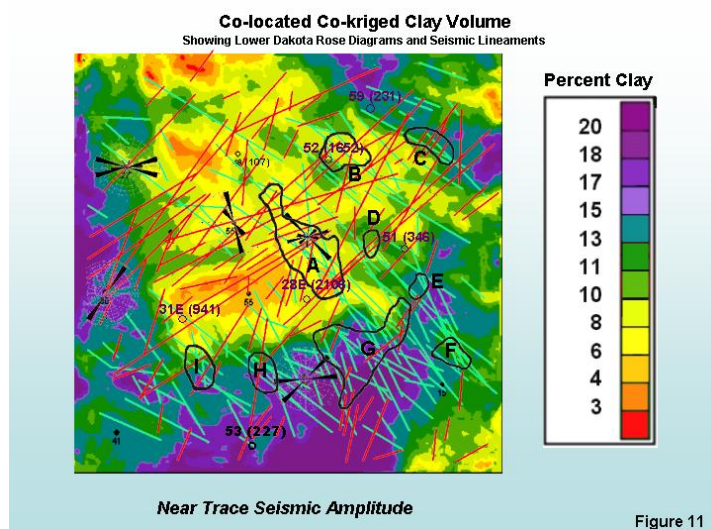 Co-located Co-kriged Clay Volume
Showing Lower Dakota Rose Diagrams and Seismic Lineaments
Percent Clay
59 (231)
20
18
52 (1652)
C
17
(107)
B
15
D
13
51 (346)
11
A
E
10
28E (2108)
55
31E (941)
8
G
F
6
I
H
4
15
3
41
53 (227)
Near Trace Seismic Amplitude
Figure 11